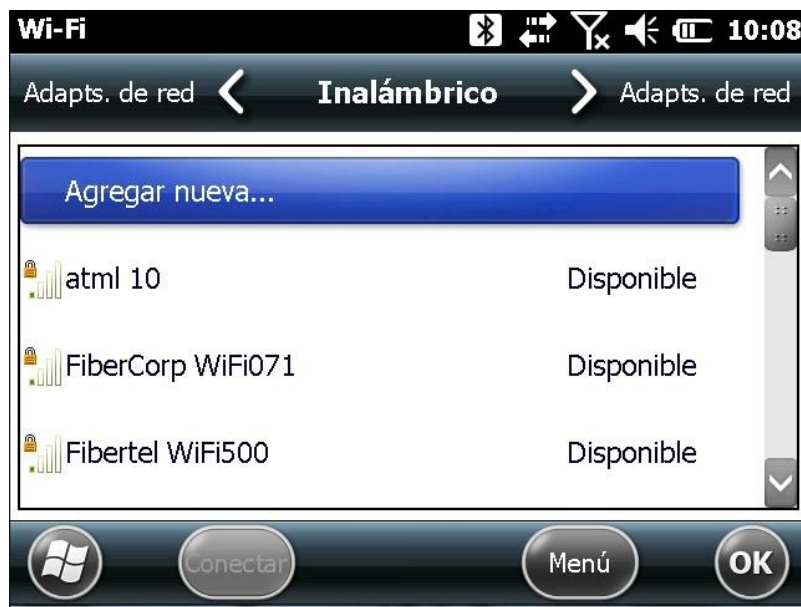 Wi-Fi 10:08
Adapts. de red Inalámbrico Adapts. de red
Agregar nueva...
atml 10 Disponible
FiberCorp WiFi071 Disponible
Fibertel WiFi500 Disponible
Conectar Menú OK